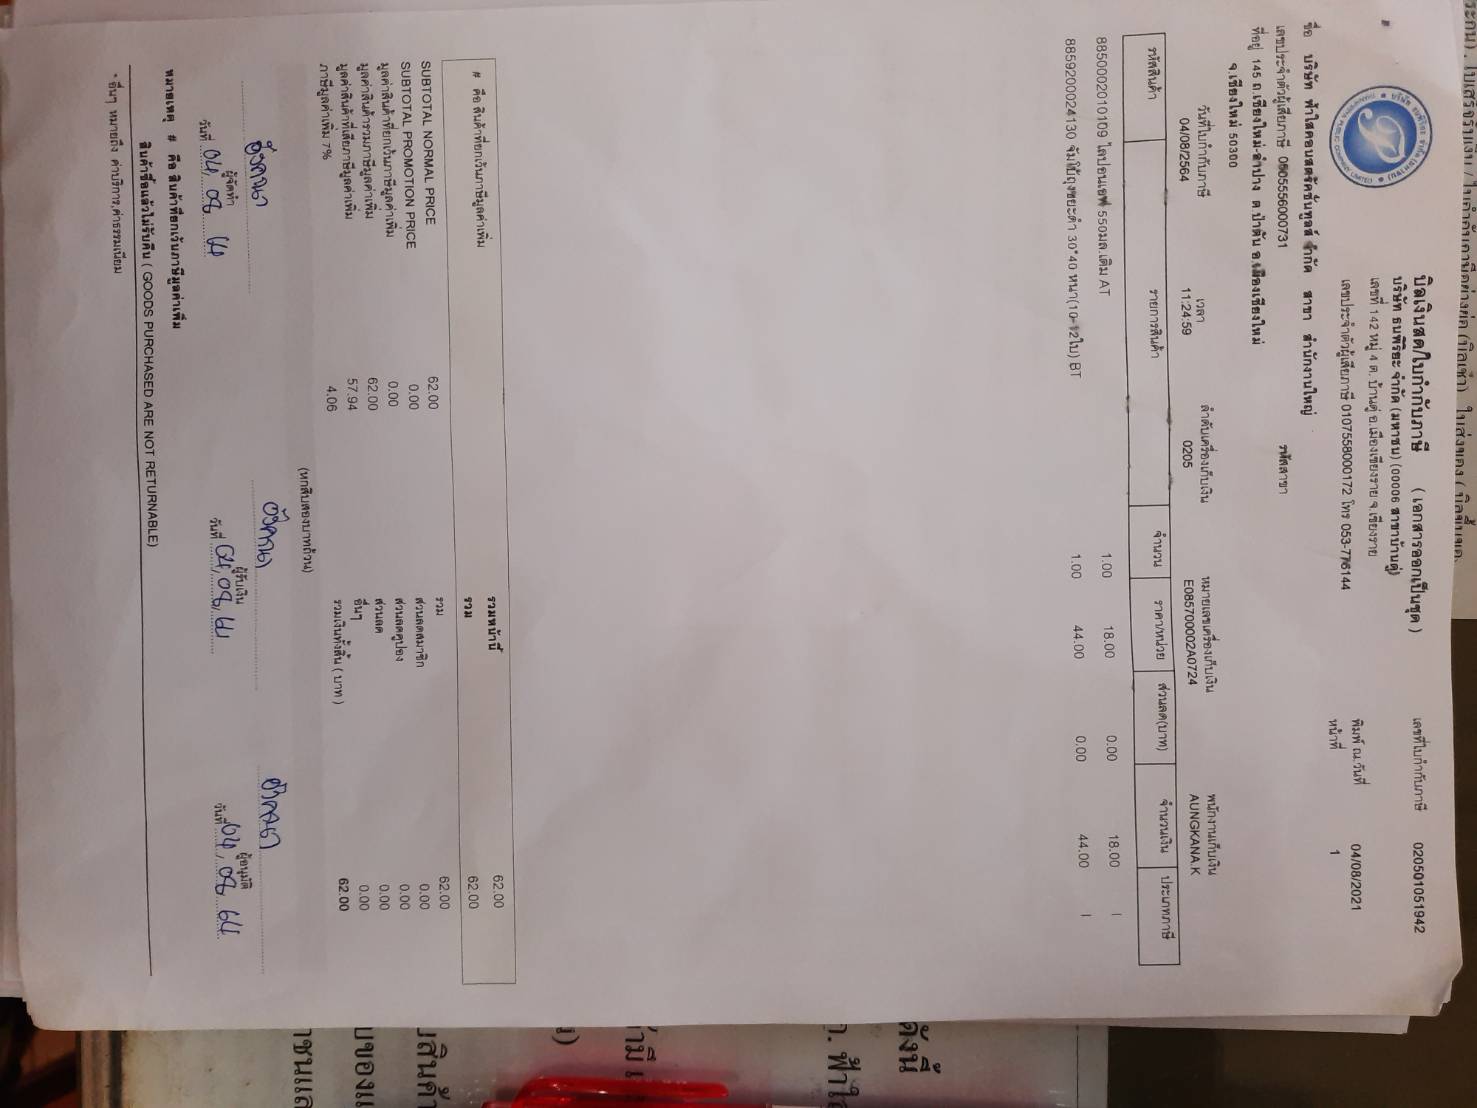 บิลเงินสด/ใบกำกับภาษี ( เอกสารออกเป็นชุด )
บริษัท ธนพิริยะ จำกัด (มหาชน) (00006 สาขาบ้านดู่)
เลขที่ 142 หมู่ 4 ต. บ้านดู่ อ.เมืองเชียงราย จ.เชียงราย
เลขประจำตัวผู้เสียภาษี 0107558000172 โทร 053-776144
เลขที่ใบกำกับภาษี 020501051942
พิมพ์ ณ.วันที่ 04/08/2021
หน้าที่ 1
ชื่อ บริษัท ฟ้าใสคอนสตรัคชั่นทูลส์ จำกัด สาขา สำนักงานใหญ่
เลขประจำตัวผู้เสียภาษี 0505556000731 รหัสสาขา
ที่อยู่ 145 ถ.เชียงใหม่-ลำปาง ต.ป่าตัน อ.เมืองเชียงใหม่
จ.เชียงใหม่ 50300
วันที่ใบกำกับภาษี เวลา ลำดับเครื่องเก็บเงิน หมายเลขเครื่องเก็บเงิน พนักงานเก็บเงิน
04/08/2564 11:24:59 0205 E085700002A0724 AUNGKANA.K
รหัสสินค้า รายการสินค้า จำนวน ราคา/หน่วย ส่วนลด(บาท) จำนวนเงิน ประเภทภาษี
8850002010109 ไลปอนเอฟ 550มล.เติม AT 1.00 18.00 0.00 18.00 I
8859200024130 จัมโบ้ถุงขยะดำ 30*40 หนา(10-12ใบ) BT 1.00 44.00 0.00 44.00 I
# คือ สินค้าที่ยกเว้นภาษีมูลค่าเพิ่ม
รวมหน้านี้ 62.00
รวม 62.00
SUBTOTAL NORMAL PRICE 62.00 รวม 62.00
SUBTOTAL PROMOTION PRICE 0.00 ส่วนลดสมาชิก 0.00
มูลค่าสินค้าที่ยกเว้นภาษีมูลค่าเพิ่ม 0.00 ส่วนลดคูปอง 0.00
มูลค่าสินค้ารวมภาษีมูลค่าเพิ่ม 62.00 ส่วนลด 0.00
มูลค่าสินค้าที่เสียภาษีมูลค่าเพิ่ม 57.94 อื่นๆ 0.00
ภาษีมูลค่าเพิ่ม 7% 4.06 รวมเงินทั้งสิ้น ( บาท ) 62.00
(หกสิบสองบาทถ้วน)
อังคณา อังคณา อังคณา
ผู้จัดทำ ผู้รับเงิน ผู้อนุมัติ
วันที่ 04 08 64 วันที่ 04/08/64 วันที่ 04/08/64
หมายเหตุ # คือ สินค้าที่ยกเว้นภาษีมูลค่าเพิ่ม
สินค้าซื้อแล้วไม่รับคืน ( GOODS PURCHASED ARE NOT RETURNABLE)
* อื่นๆ หมายถึง ค่าบริการ,ค่าธรรมเนียม
ดังนี้